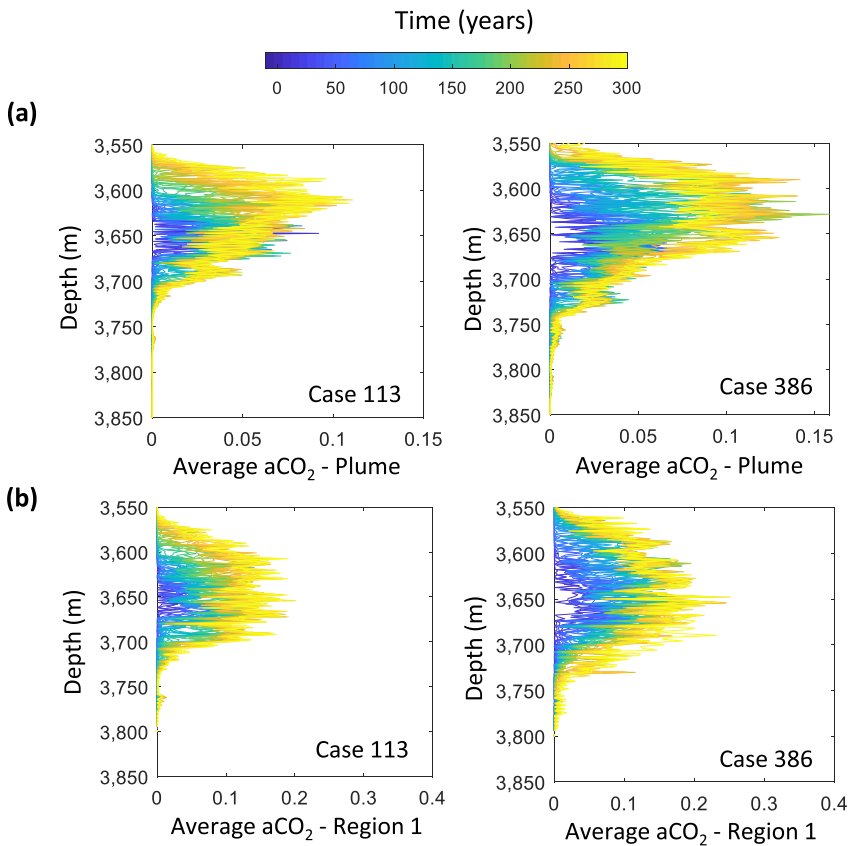 Time (years)
0 50 100 150 200 250 300
(a)
3,550
3,600
3,650
3,700
3,750
3,800
3,850
Depth (m)
Case 113
0 0.05 0.1 0.15
Average aCO₂ - Plume
3,550
3,600
3,650
3,700
3,750
3,800
3,850
Depth (m)
Case 386
0 0.05 0.1 0.15
Average aCO₂ - Plume
(b)
3,550
3,600
3,650
3,700
3,750
3,800
3,850
Depth (m)
Case 113
0 0.1 0.2 0.3 0.4
Average aCO₂ - Region 1
3,550
3,600
3,650
3,700
3,750
3,800
3,850
Depth (m)
Case 386
0 0.1 0.2 0.3 0.4
Average aCO₂ - Region 1